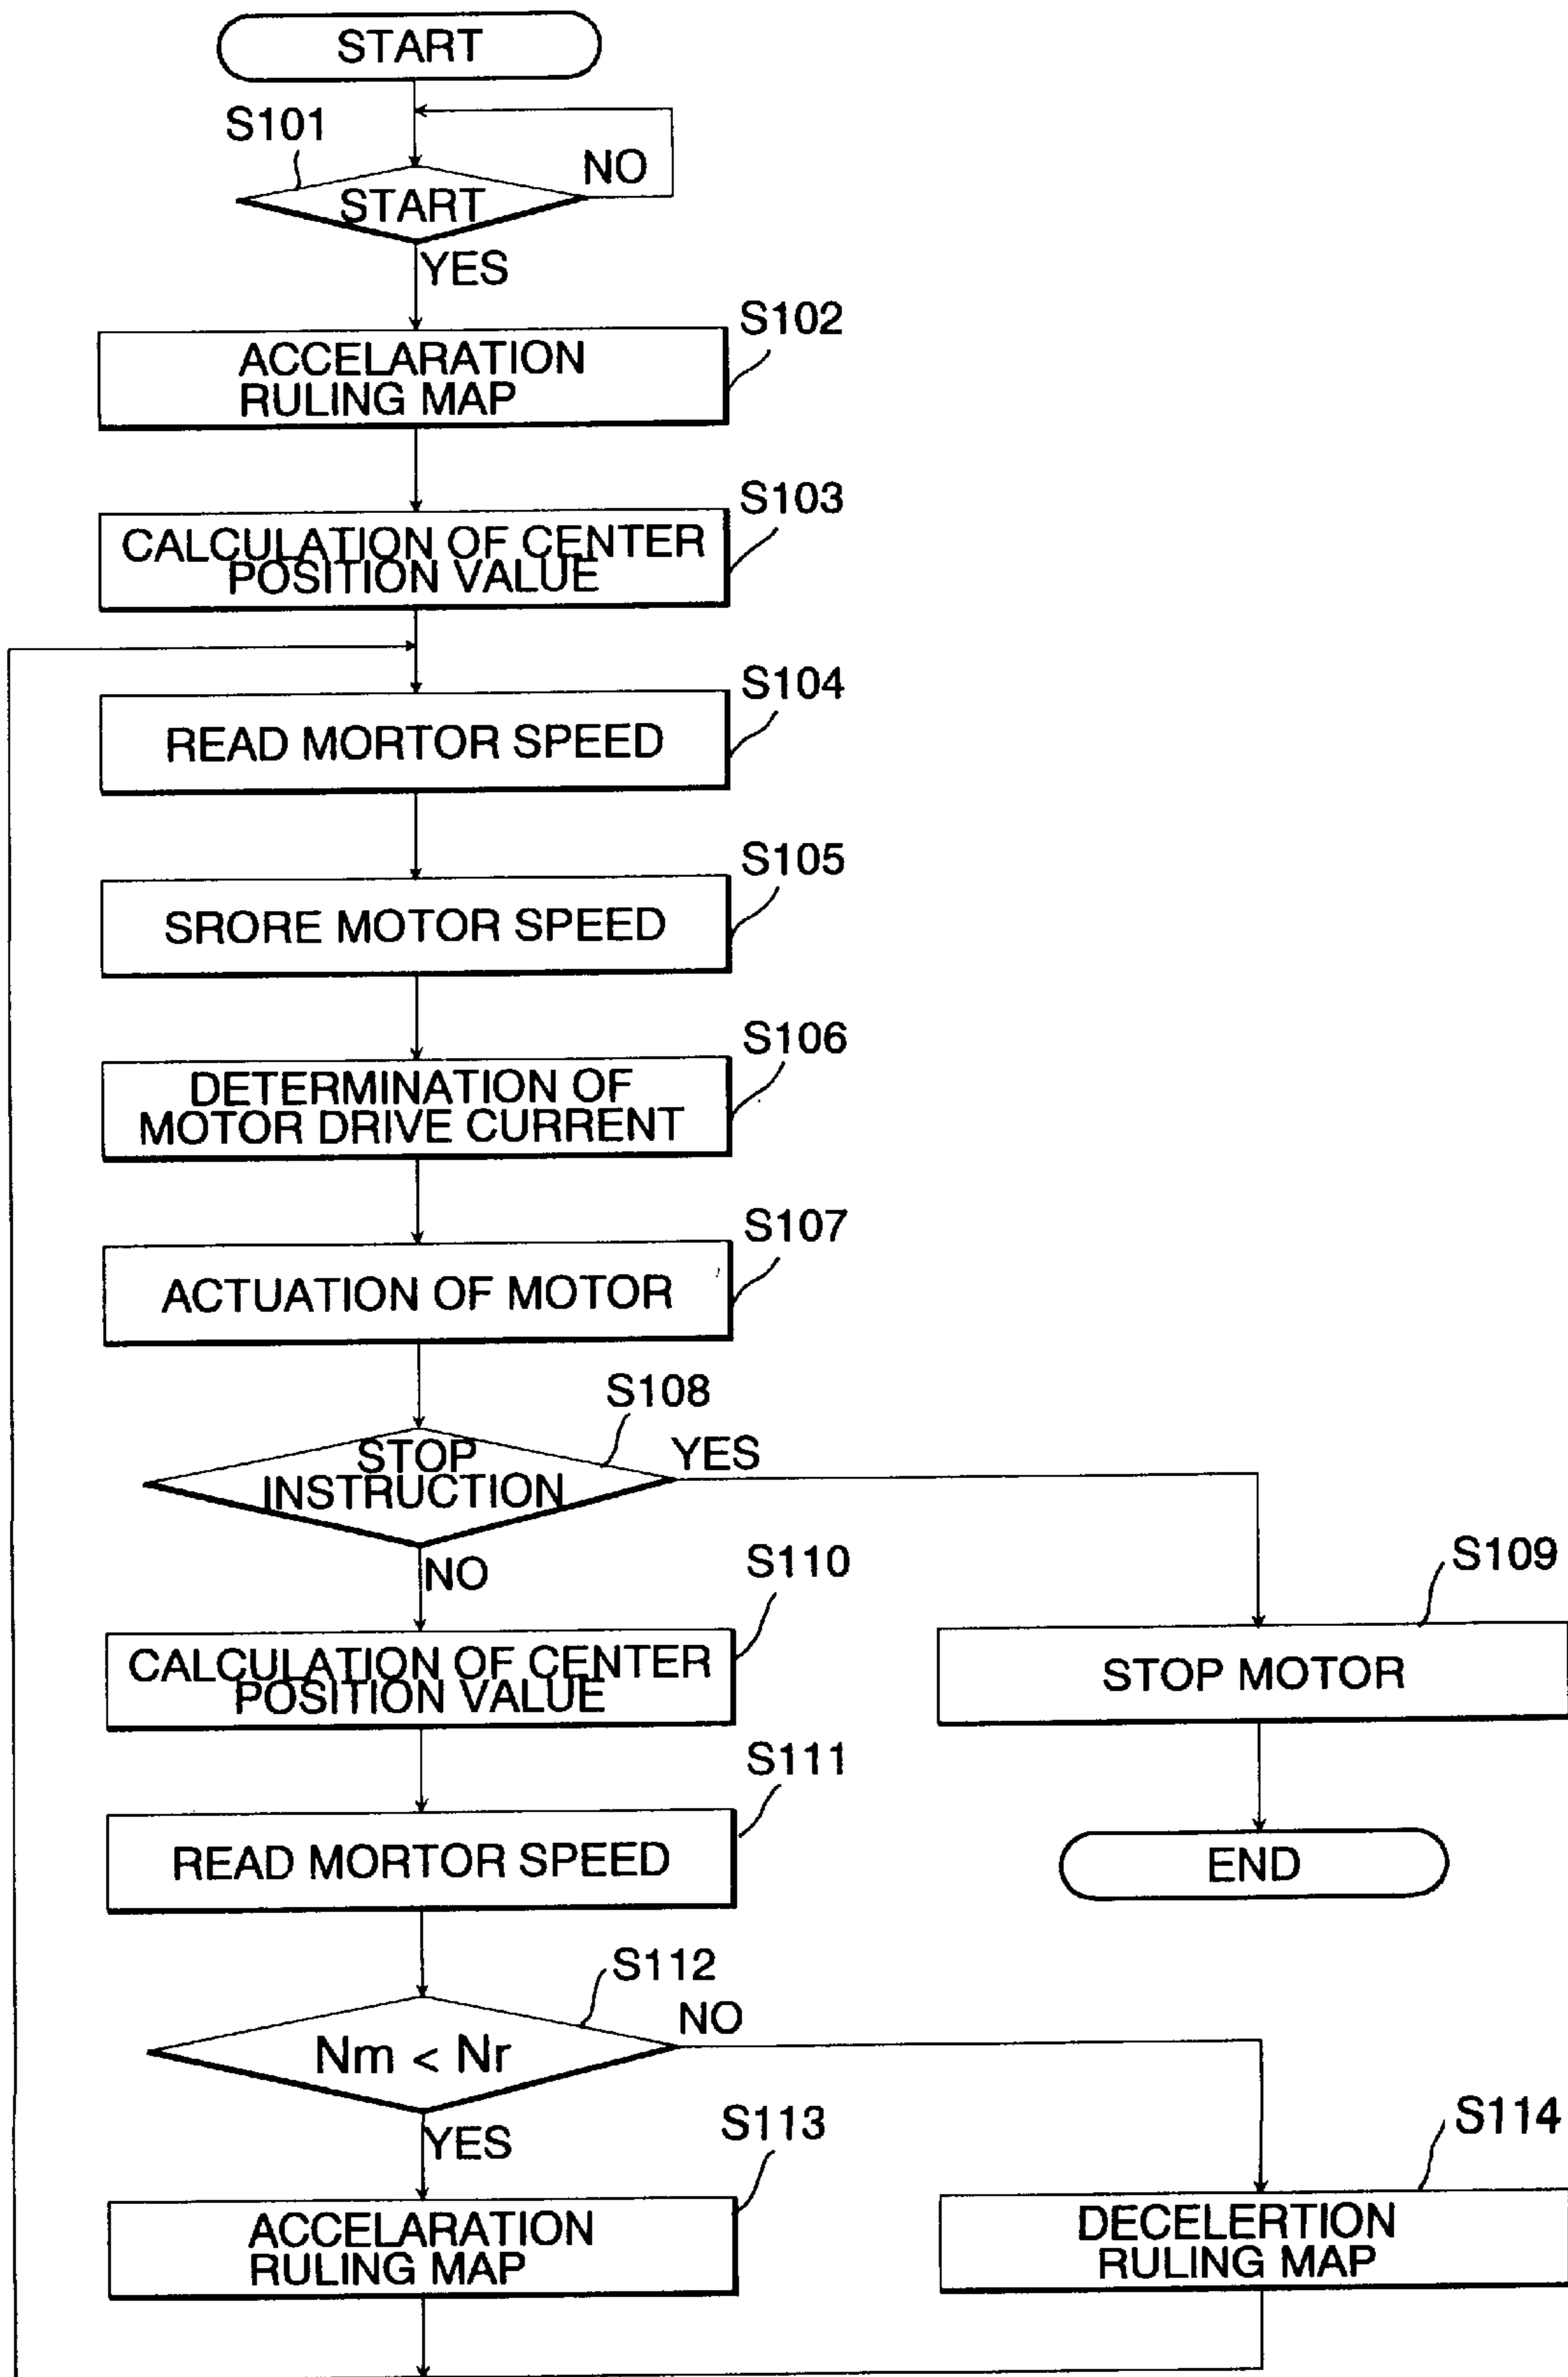 START
S101
NO
START
YES
S102
ACCELARATION
RULING MAP
S103
CALCULATION OF CENTER
POSITION VALUE
S104
READ MORTOR SPEED
S105
SRORE MOTOR SPEED
S106
DETERMINATION OF
MOTOR DRIVE CURRENT
S107
ACTUATION OF MOTOR
S108
STOP
INSTRUCTION
YES
NO
S109
STOP MOTOR
END
S110
CALCULATION OF CENTER
POSITION VALUE
S111
READ MORTOR SPEED
S112
Nm < Nr
NO
YES
S113
ACCELARATION
RULING MAP
S114
DECELERTION
RULING MAP